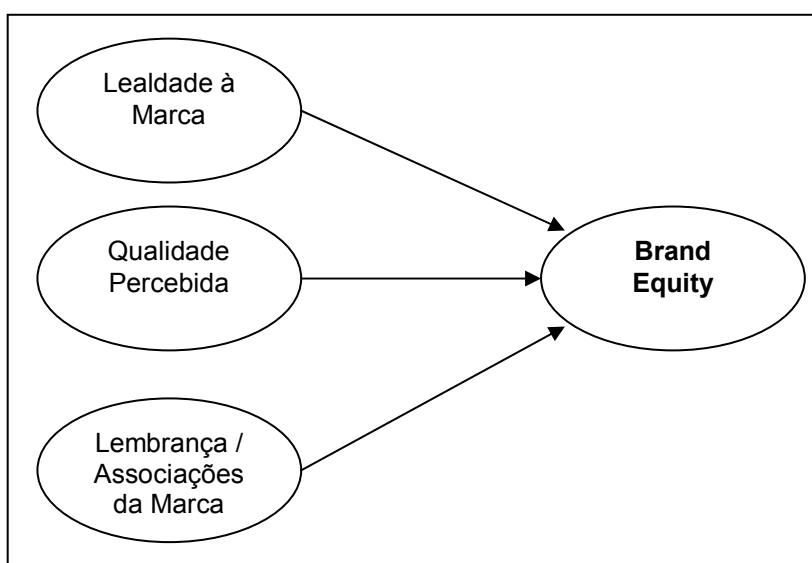 Lealdade à
Marca
Qualidade
Percebida
Brand
Equity
Lembrança /
Associações
da Marca